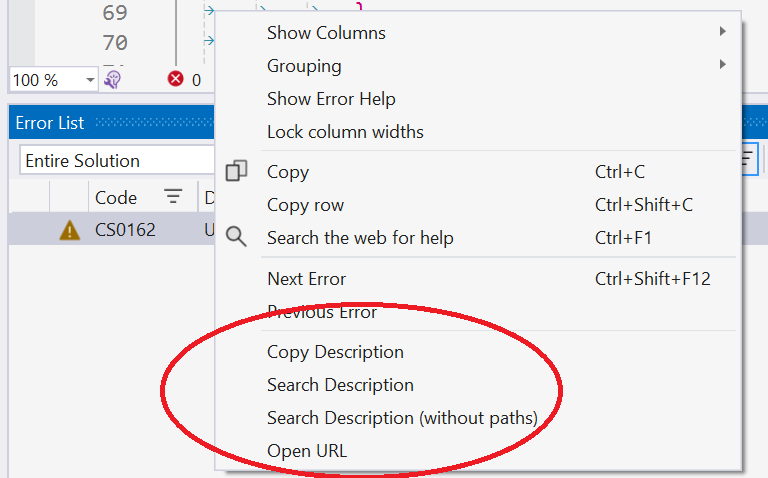 69
70
100 %
0
Error List
Entire Solution
Code
CS0162
U
Show Columns
Grouping
Show Error Help
Lock column widths
Copy Ctrl+C
Copy row Ctrl+Shift+C
Search the web for help Ctrl+F1
Next Error Ctrl+Shift+F12
Previous Error
Copy Description
Search Description
Search Description (without paths)
Open URL